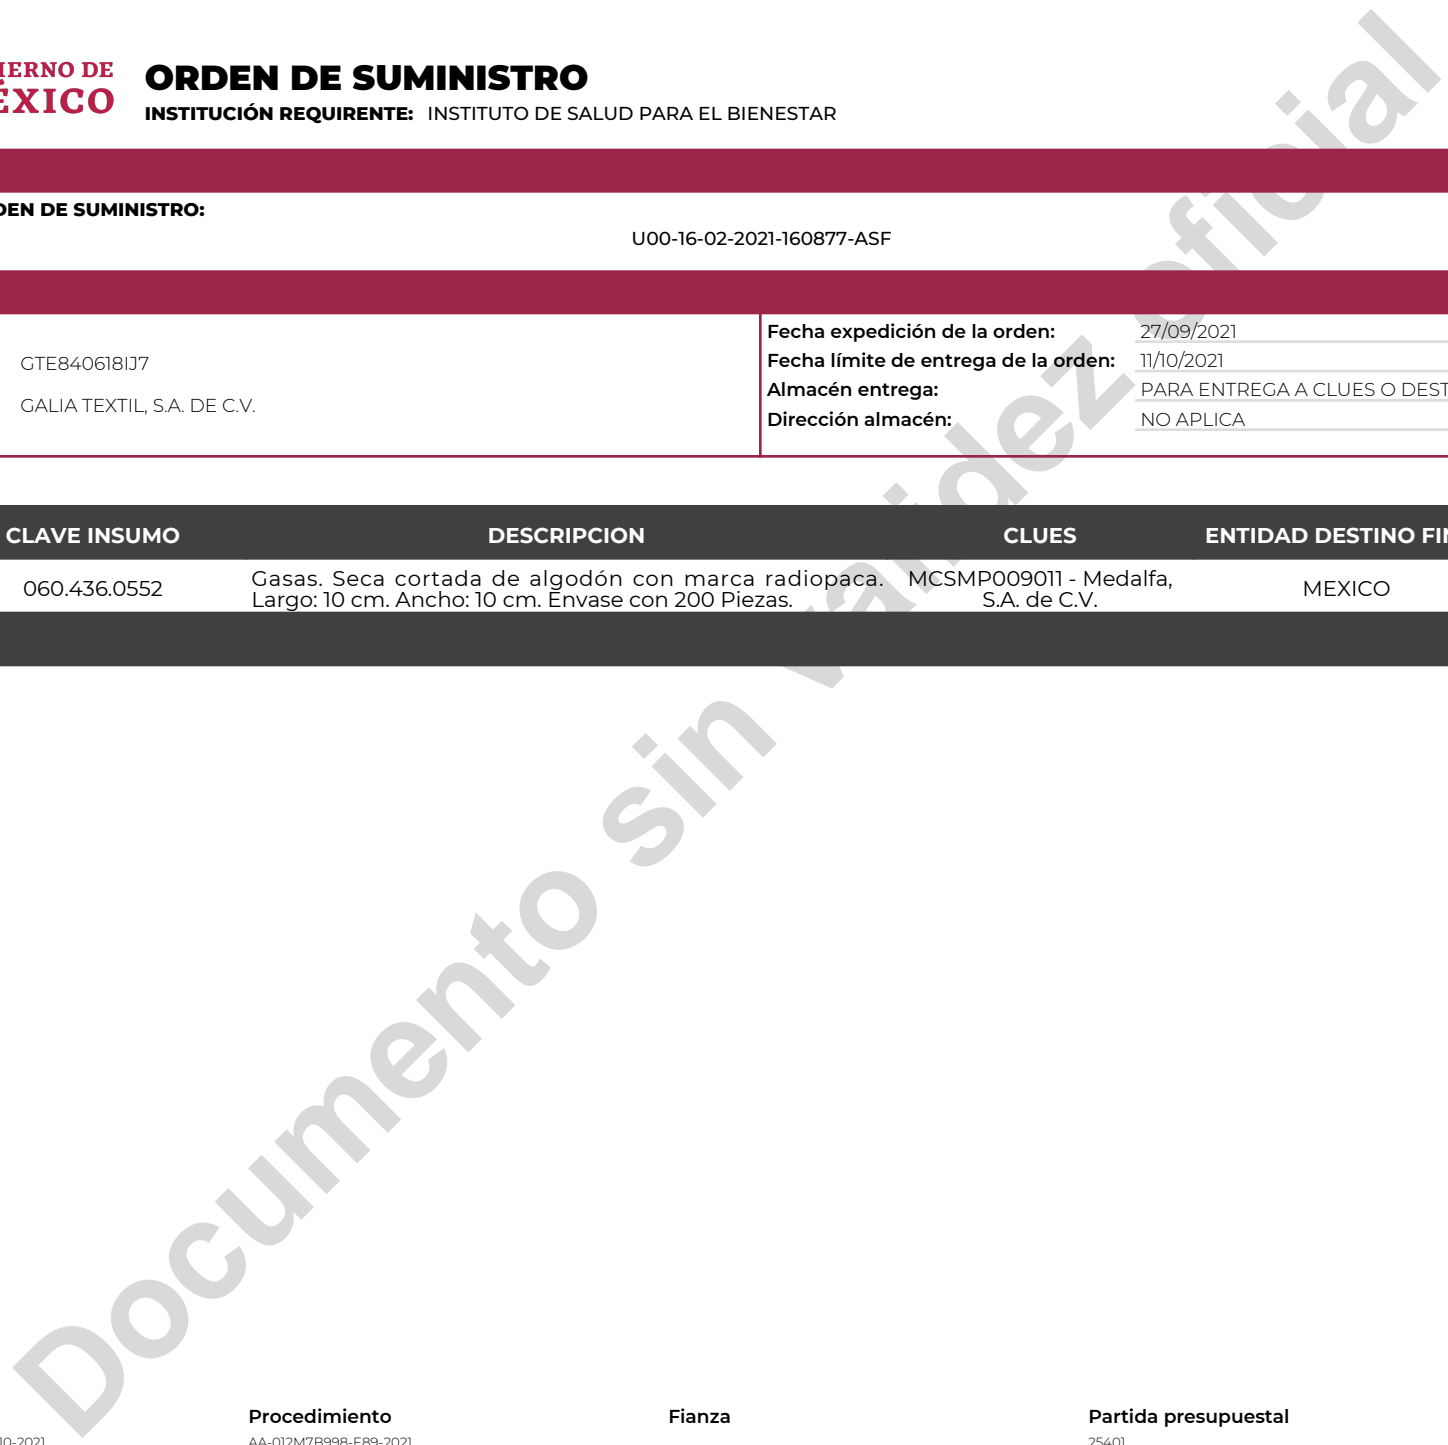 IERNO DE
ÉXICO
ORDEN DE SUMINISTRO
INSTITUCIÓN REQUIRENTE: INSTITUTO DE SALUD PARA EL BIENESTAR
DEN DE SUMINISTRO:
U00-16-02-2021-160877-ASF
GTE840618IJ7
GALIA TEXTIL, S.A. DE C.V.
Fecha expedición de la orden: 27/09/2021
Fecha límite de entrega de la orden: 11/10/2021
Almacén entrega: PARA ENTREGA A CLUES O DEST
Dirección almacén: NO APLICA
CLAVE INSUMO DESCRIPCION CLUES ENTIDAD DESTINO FIN
060.436.0552 Gasas. Seca cortada de algodón con marca radiopaca. MCSMP009011 - Medalfa, MEXICO
Largo: 10 cm. Ancho: 10 cm. Envase con 200 Piezas. S.A. de C.V.
Documento sin validez oficial
Procedimiento Fianza Partida presupuestal
10-2021 AA-012M7B998-E89-2021 25401